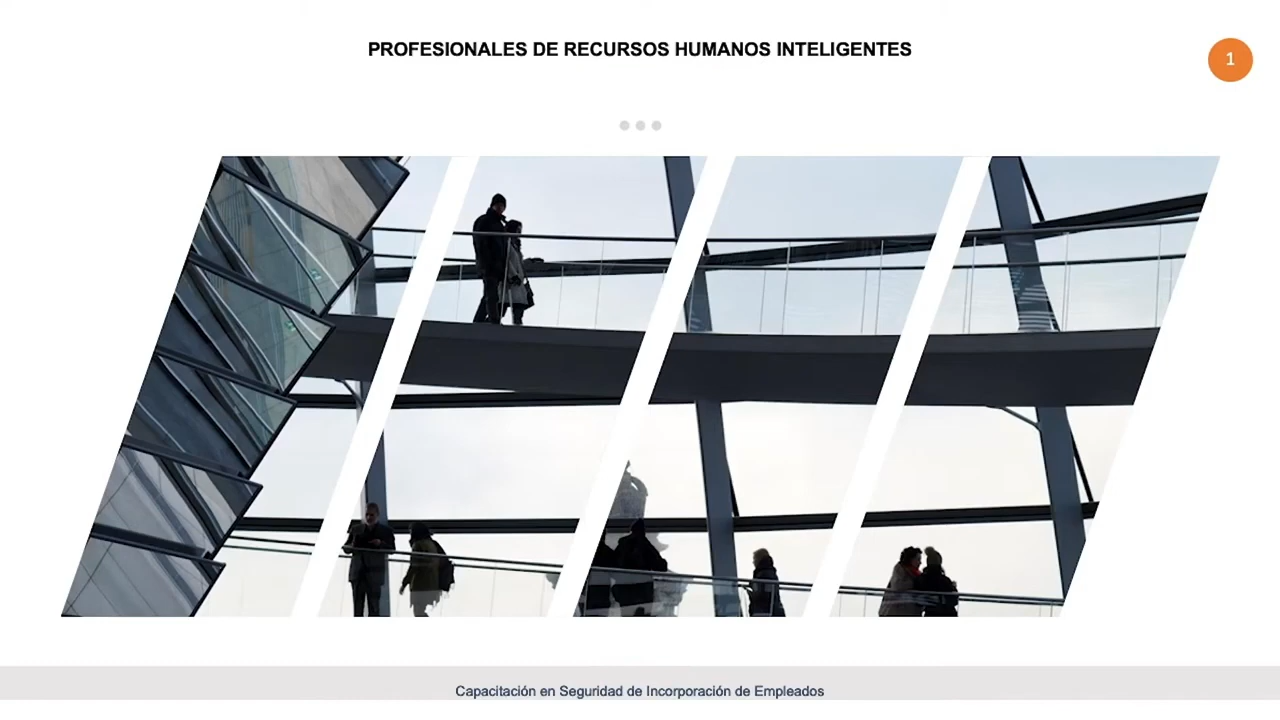 PROFESIONALES DE RECURSOS HUMANOS INTELIGENTES
1
Capacitación en Seguridad de Incorporación de Empleados